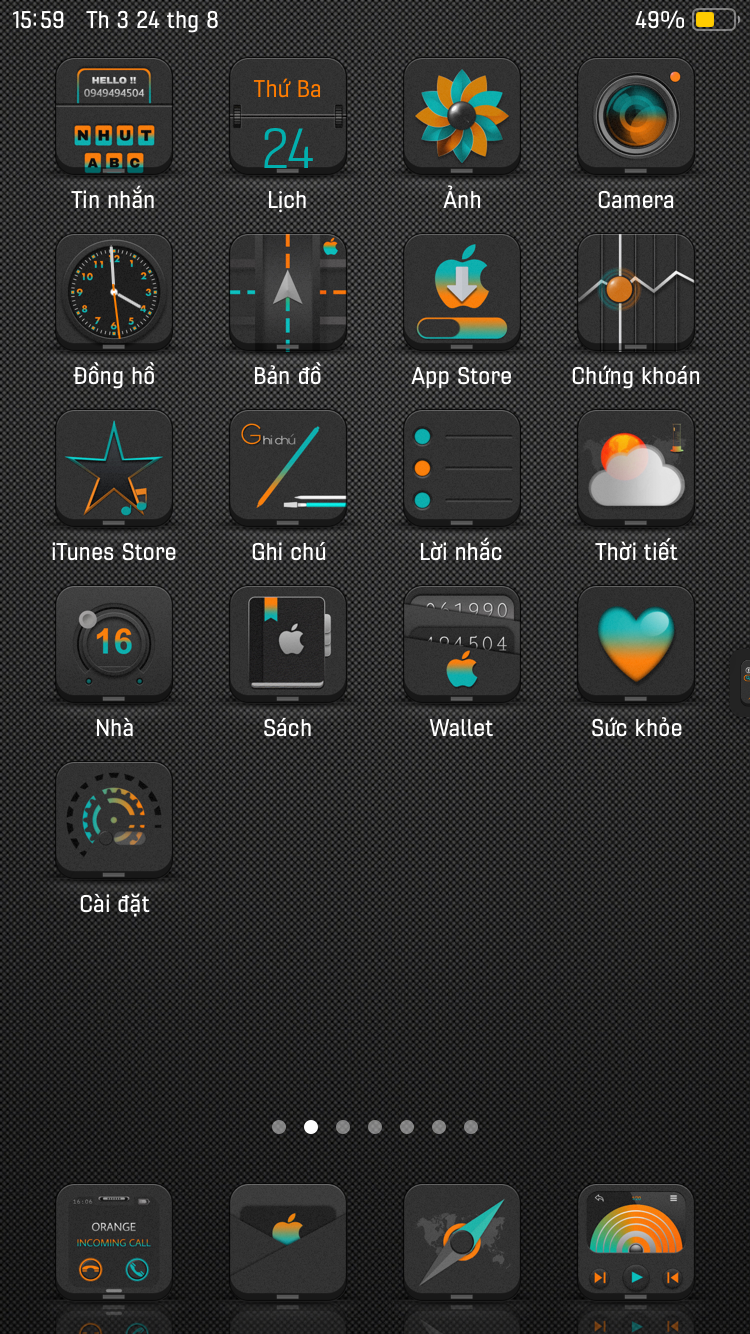 15:59 Th 3 24 thg 8 49%
HELLO !!
0949494504
NHUT
ABC
Tin nhắn
Thứ Ba
24
Lịch
Ảnh
Camera
12 1 2 3 4 5 6 7 8 9 10 11
Đồng hồ
Bản đồ
App Store
Chứng khoán
iTunes Store
Ghi chú
Ghi chú
Lời nhắc
Thời tiết
16
Nhà
Sách
061990
494504
Wallet
Sức khỏe
Cài đặt
ORANGE
INCOMING CALL